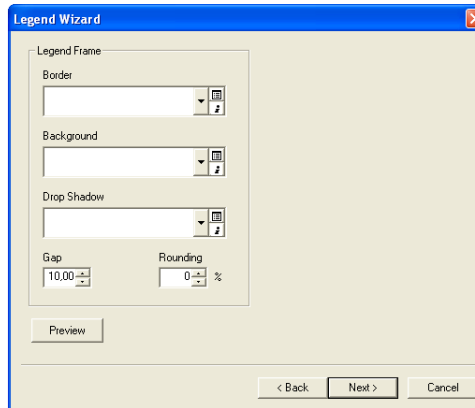 Legend Wizard
Legend Frame
Border
Background
Drop Shadow
Gap
Rounding
10,00
0 %
Preview
< Back
Next >
Cancel